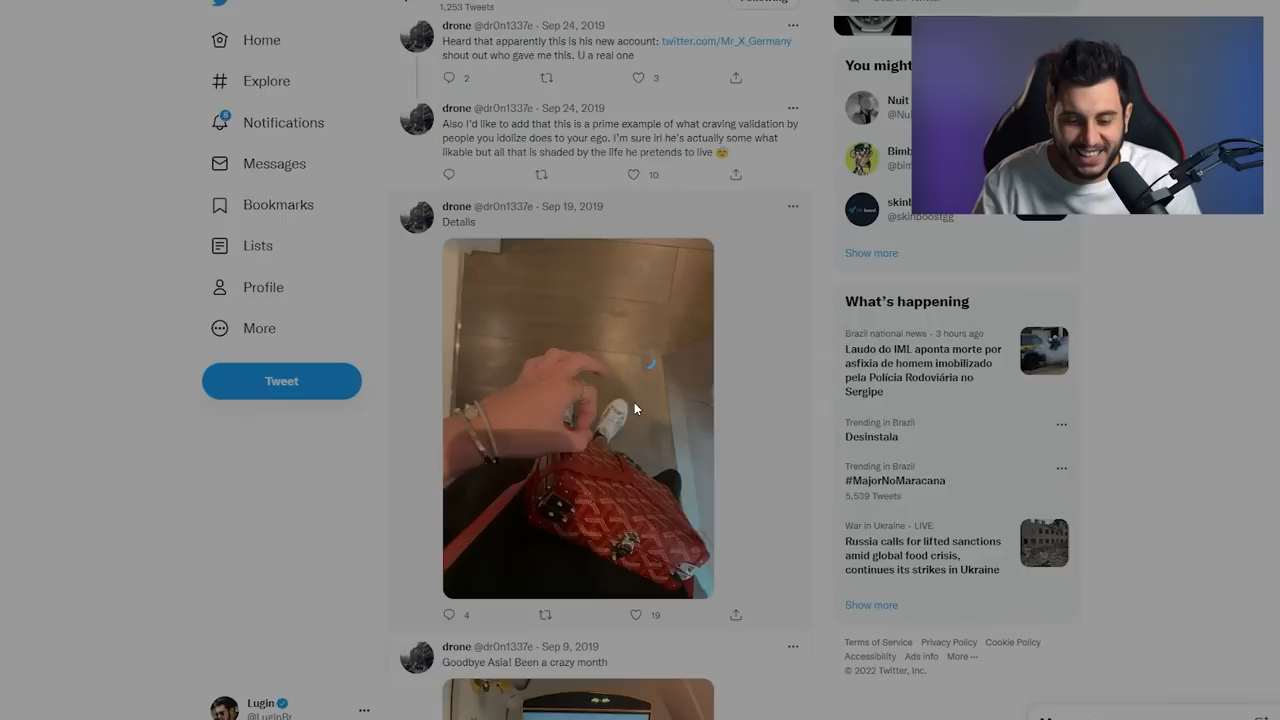 1,253 Tweets
Following
Home
Explore
Notifications
Messages
Bookmarks
Lists
Profile
More
Tweet
Lugin
@LuginBr
drone @dr0n1337e · Sep 24, 2019
Heard that apparently this is his new account: twitter.com/Mr_X_Germany
shout out who gave me this. U a real one
2
3
drone @dr0n1337e · Sep 24, 2019
Also I'd like to add that this is a prime example of what craving validation by
people you idolize does to your ego. I'm sure irl he's actually some what
likable but all that is shaded by the life he pretends to live
10
drone @dr0n1337e · Sep 19, 2019
Details
4
19
drone @dr0n1337e · Sep 9, 2019
Goodbye Asia! Been a crazy month
You might
Nuit
@Nui
Bimb
@bim
skinb
@skinboostgg
Show more
What's happening
Brazil national news · 3 hours ago
Laudo do IML aponta morte por
asfixia de homem imobilizado
pela Polícia Rodoviária no
Sergipe
Trending in Brazil
Desinstala
Trending in Brazil
#MajorNoMaracana
5,539 Tweets
War in Ukraine · LIVE
Russia calls for lifted sanctions
amid global food crisis,
continues its strikes in Ukraine
Show more
Terms of Service Privacy Policy Cookie Policy
Accessibility Ads info More ···
© 2022 Twitter, Inc.